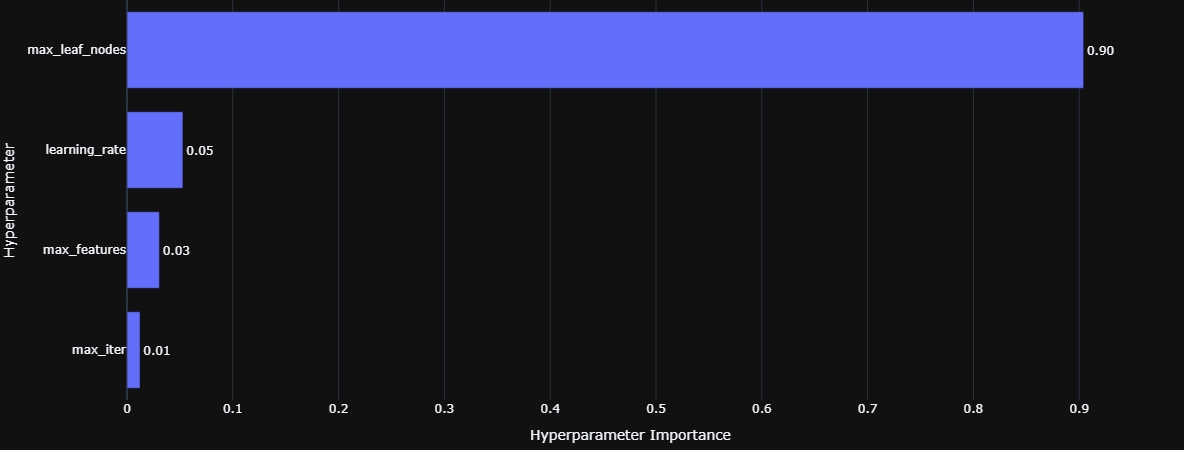 max_leaf_nodes 0.90
learning_rate 0.05
max_features 0.03
max_iter 0.01
Hyperparameter
0 0.1 0.2 0.3 0.4 0.5 0.6 0.7 0.8 0.9
Hyperparameter Importance